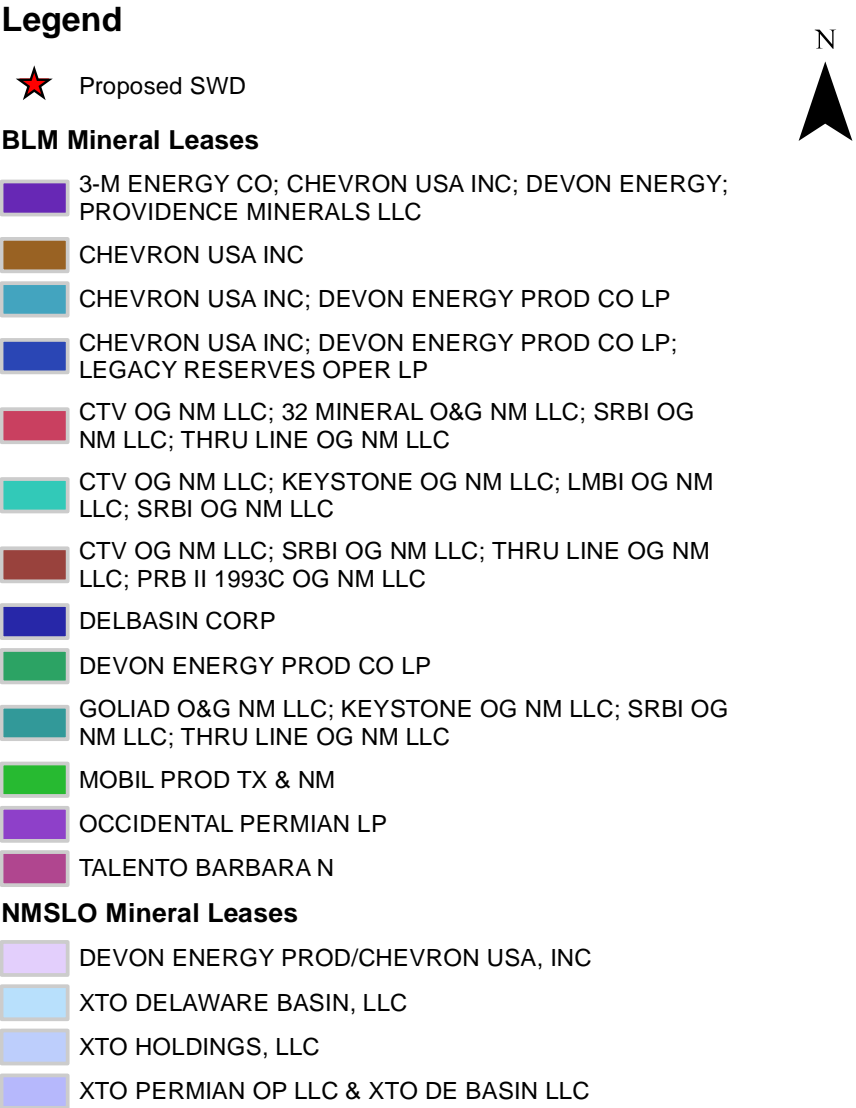 Legend
N
Proposed SWD
BLM Mineral Leases
3-M ENERGY CO; CHEVRON USA INC; DEVON ENERGY;
PROVIDENCE MINERALS LLC
CHEVRON USA INC
CHEVRON USA INC; DEVON ENERGY PROD CO LP
CHEVRON USA INC; DEVON ENERGY PROD CO LP;
LEGACY RESERVES OPER LP
CTV OG NM LLC; 32 MINERAL O&G NM LLC; SRBI OG
NM LLC; THRU LINE OG NM LLC
CTV OG NM LLC; KEYSTONE OG NM LLC; LMBI OG NM
LLC; SRBI OG NM LLC
CTV OG NM LLC; SRBI OG NM LLC; THRU LINE OG NM
LLC; PRB II 1993C OG NM LLC
DELBASIN CORP
DEVON ENERGY PROD CO LP
GOLIAD O&G NM LLC; KEYSTONE OG NM LLC; SRBI OG
NM LLC; THRU LINE OG NM LLC
MOBIL PROD TX & NM
OCCIDENTAL PERMIAN LP
TALENTO BARBARA N
NMSLO Mineral Leases
DEVON ENERGY PROD/CHEVRON USA, INC
XTO DELAWARE BASIN, LLC
XTO HOLDINGS, LLC
XTO PERMIAN OP LLC & XTO DE BASIN LLC